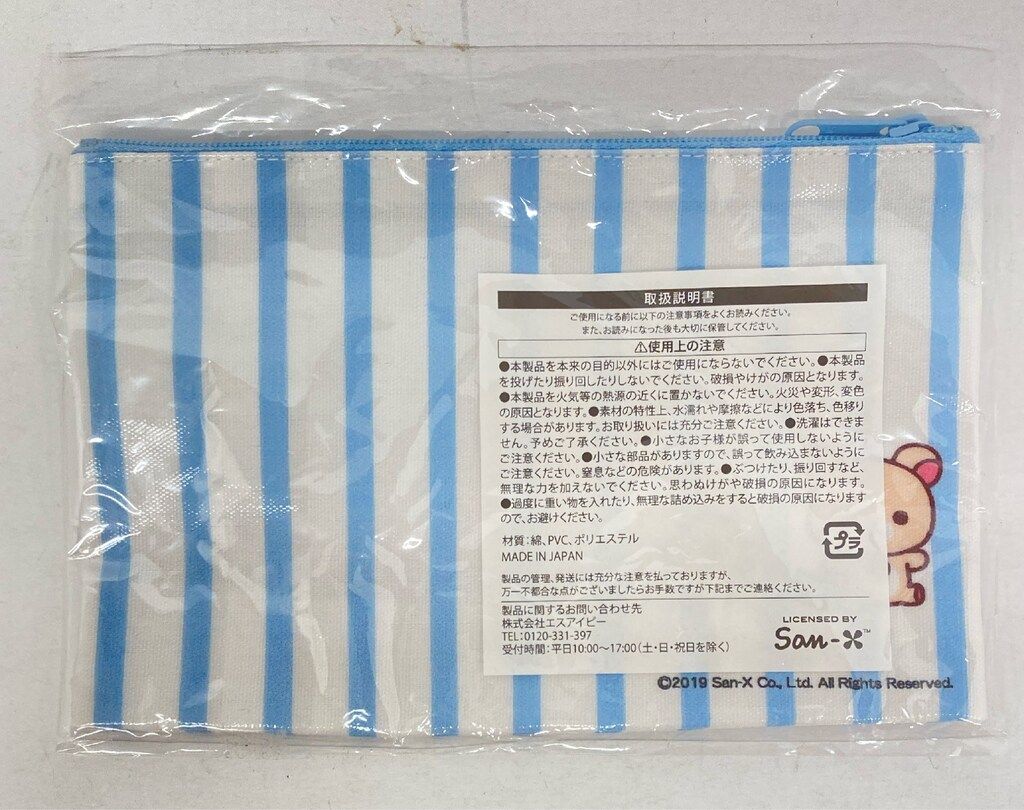 取扱説明書
ご使用になる前に以下の注意事項をよくお読みください。
また、お読みになった後も大切に保管してください。
⚠使用上の注意
●本製品を本来の目的以外にはご使用にならないでください。●本製品
を投げたり振り回したりしないでください。破損やけがの原因となります。
●本製品を火気等の熱源の近くに置かないでください。火災や変形、変色
の原因となります。●素材の特性上、水濡れや摩擦などにより色落ち、色移り
する場合があります。お取り扱いには充分ご注意ください。●洗濯はできま
せん。予めご了承ください。●小さなお子様が誤って使用しないように
ご注意ください。●小さな部品がありますので、誤って飲み込まないように
ご注意ください。窒息などの危険があります。●ぶつけたり、振り回すなど、
無理な力を加えないでください。思わぬけがや破損の原因になります。
●過度に重い物を入れたり、無理な詰め込みをすると破損の原因になります
ので、お避けください。
材質：綿、PVC、ポリエステル
MADE IN JAPAN
プラ
製品の管理、発送には充分な注意を払っておりますが、
万一不都合な点がございましたらお手数ですが下記までご連絡ください。
製品に関するお問い合わせ先
株式会社エスアイピー
TEL：0120-331-397
受付時間：平日10:00〜17:00（土・日・祝日を除く）
LICENSED BY
San-X™
©2019 San-X Co., Ltd. All Rights Reserved.